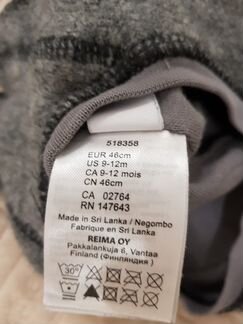 518358
EUR 46cm
US 9-12m
CA 9-12 mois
CN 46cm
CA 02764
RN 147643
Made in Sri Lanka / Negombo
Fabrique en Sri Lanka
REIMA OY
Pakkalankuja 6, Vantaa
Finland (Финляндия)
30°